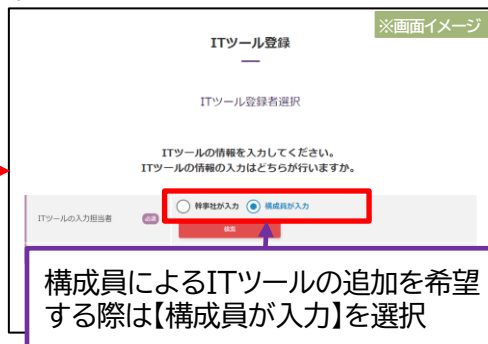 ※画面イメージ
ITツール登録
ITツール登録者選択
ITツールの情報を入力してください。
ITツールの情報の入力はどちらが行いますか。
ITツールの入力担当者 必須 幹事社が入力 構成員が入力
検索
構成員によるITツールの追加を希望
する際は【構成員が入力】を選択